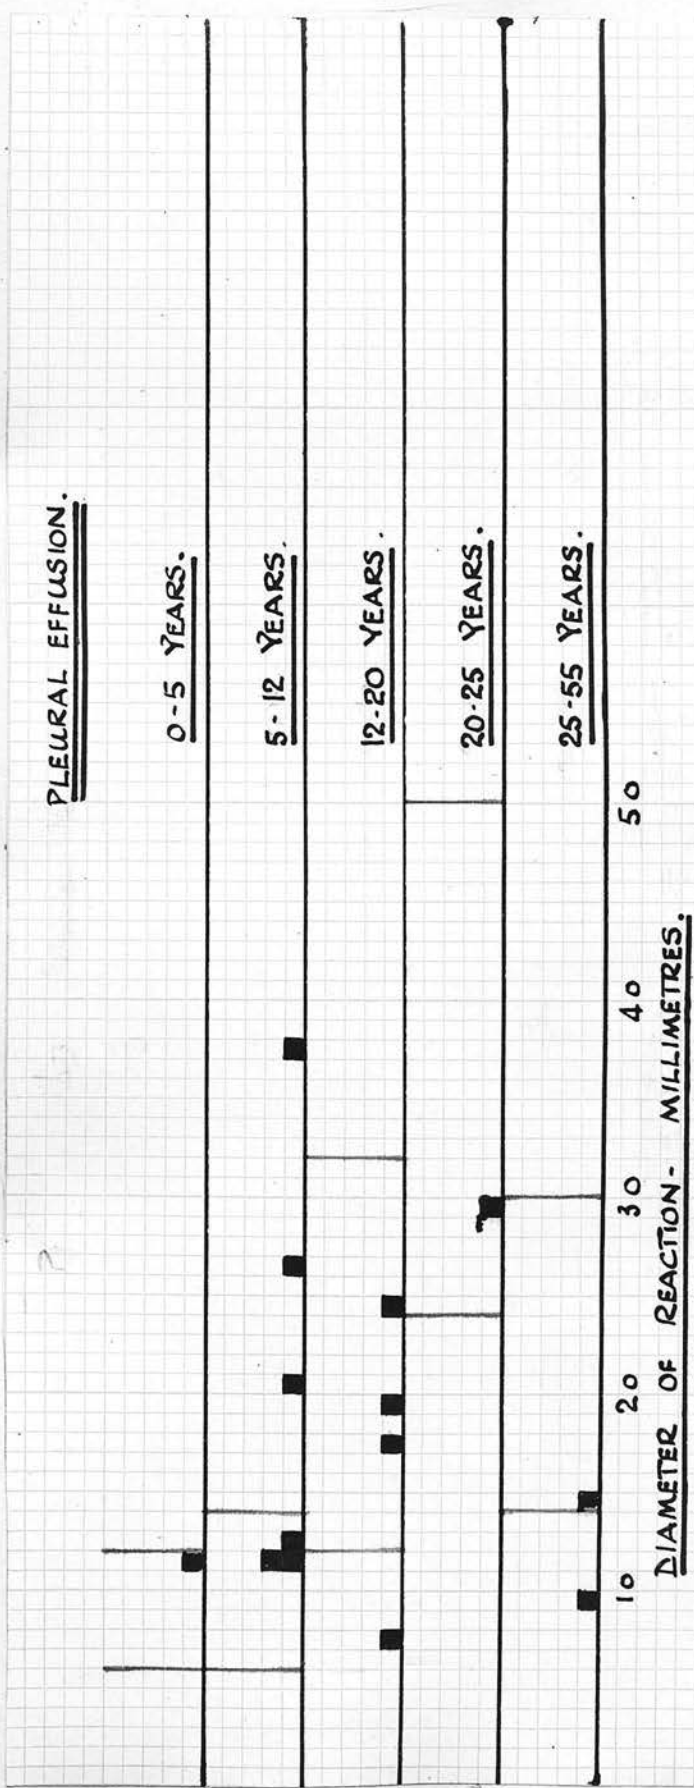 PLEURAL EFFUSION.
0-5 YEARS.
5-12 YEARS.
12-20 YEARS.
20-25 YEARS.
25-55 YEARS.
10 20 30 40 50
DIAMETER OF REACTION - MILLIMETRES.